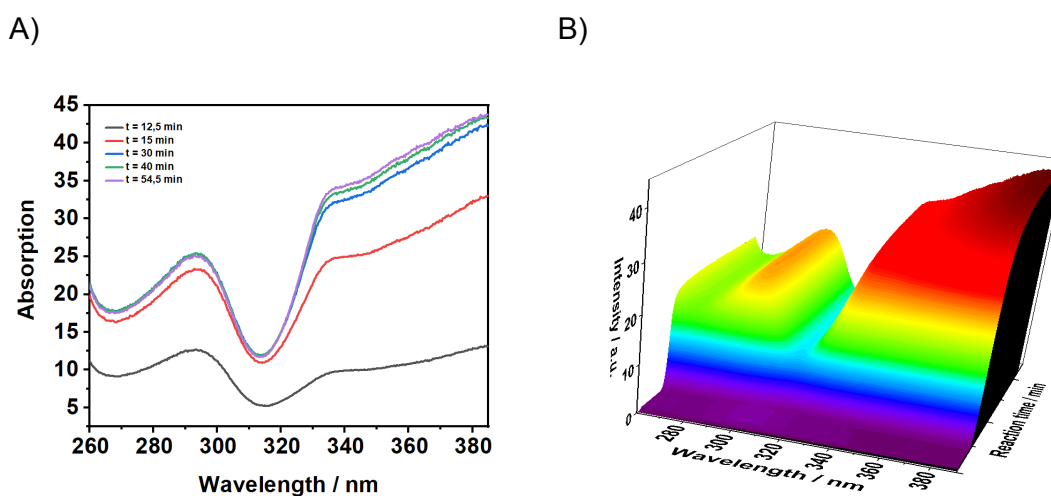 A)
B)
45
40
35
30
25
20
15
10
5
t = 12,5 min
t = 15 min
t = 30 min
t = 40 min
t = 54,5 min
Absorption
260 280 300 320 340 360 380
Wavelength / nm
40
30
20
10
0
Intensity / a.u.
280 300 320 340 360 380
Wavelength / nm
Reaction time / min